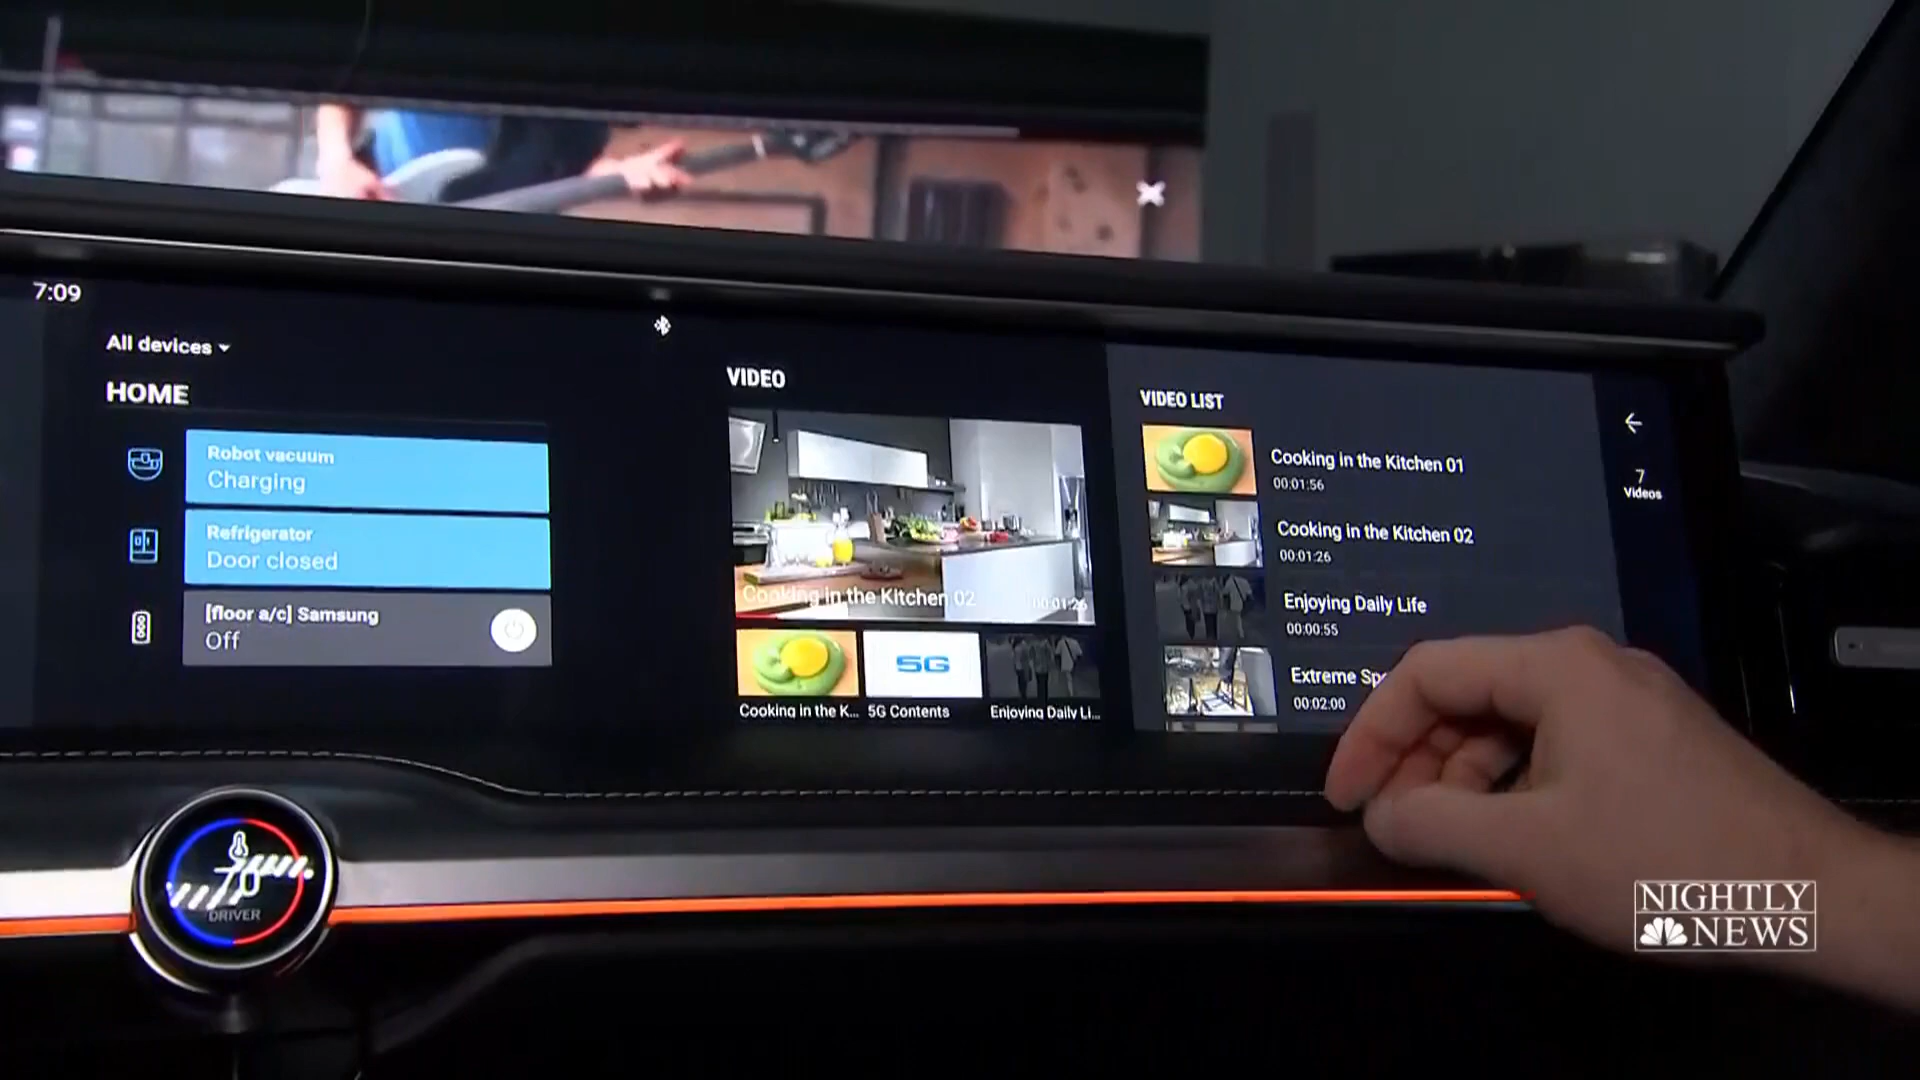 7:09
All devices
HOME
Robot vacuum
Charging
Refrigerator
Door closed
[floor a/c] Samsung
Off
VIDEO
Cooking in the Kitchen 02
00:01:26
Cooking in the K...
5G
5G Contents
Enjoying Daily Li...
VIDEO LIST
Cooking in the Kitchen 01
00:01:56
Cooking in the Kitchen 02
00:01:26
Enjoying Daily Life
00:00:55
Extreme
00:02:00
7
Videos
70
DRIVER
NIGHTLY
NEWS